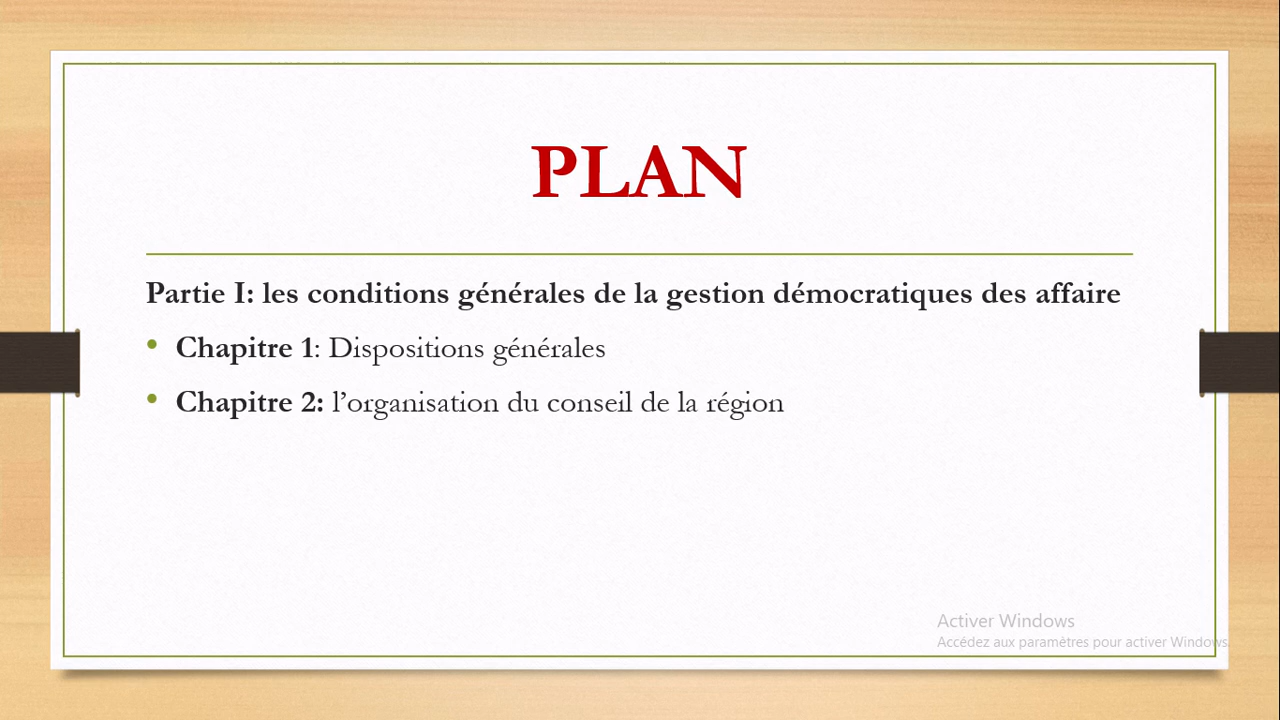 PLAN
Partie I: les conditions générales de la gestion démocratiques des affaire
• Chapitre 1: Dispositions générales
• Chapitre 2: l’organisation du conseil de la région
Activer Windows
Accédez aux paramètres pour activer Windows.